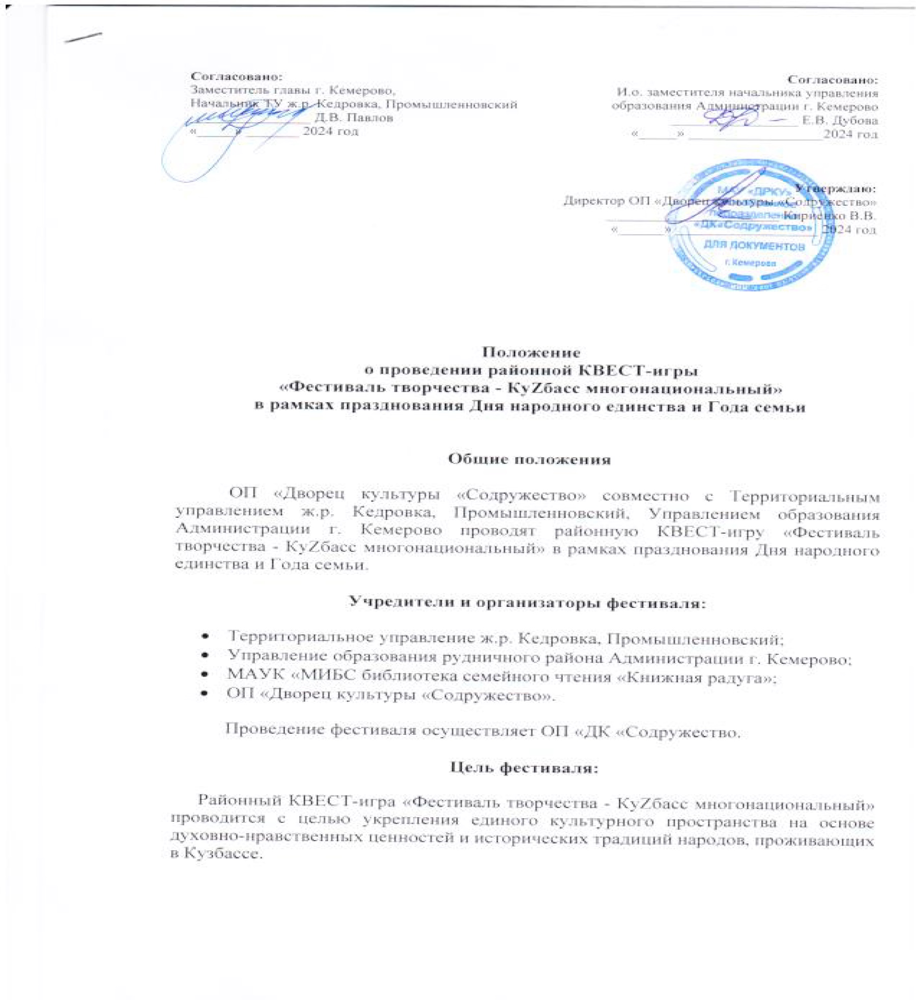 Согласовано:
Заместитель главы г. Кемерово,
Начальник ТУ ж.р. Кедровка, Промышленновский
Д.В. Павлов
«_____» ________ 2024 год
Согласовано:
И.о. заместителя начальника управления
образования Администрации г. Кемерово
Е.В. Дубова
«_____» ____________________2024 год
Утверждаю:
Директор ОП «Дворец культуры «Содружество»
Кириенко В.В.
«_______» ____________________ 2024 год
«ДРКУ»
«ДК«Содружество»
ДЛЯ ДОКУМЕНТОВ
г. Кемерово
Положение
о проведении районной КВЕСТ-игры
«Фестиваль творчества - КуZбасс многонациональный»
в рамках празднования Дня народного единства и Года семьи
Общие положения
ОП «Дворец культуры «Содружество» совместно с Территориальным
управлением ж.р. Кедровка, Промышленновский, Управлением образования
Администрации г. Кемерово проводят районную КВЕСТ-игру «Фестиваль
творчества - КуZбасс многонациональный» в рамках празднования Дня народного
единства и Года семьи.
Учредители и организаторы фестиваля:
• Территориальное управление ж.р. Кедровка, Промышленновский;
• Управление образования рудничного района Администрации г. Кемерово;
• МАУК «МИБС библиотека семейного чтения «Книжная радуга»;
• ОП «Дворец культуры «Содружество».
Проведение фестиваля осуществляет ОП «ДК «Содружество.
Цель фестиваля:
Районный КВЕСТ-игра «Фестиваль творчества - КуZбасс многонациональный»
проводится с целью укрепления единого культурного пространства на основе
духовно-нравственных ценностей и исторических традиций народов, проживающих
в Кузбассе.